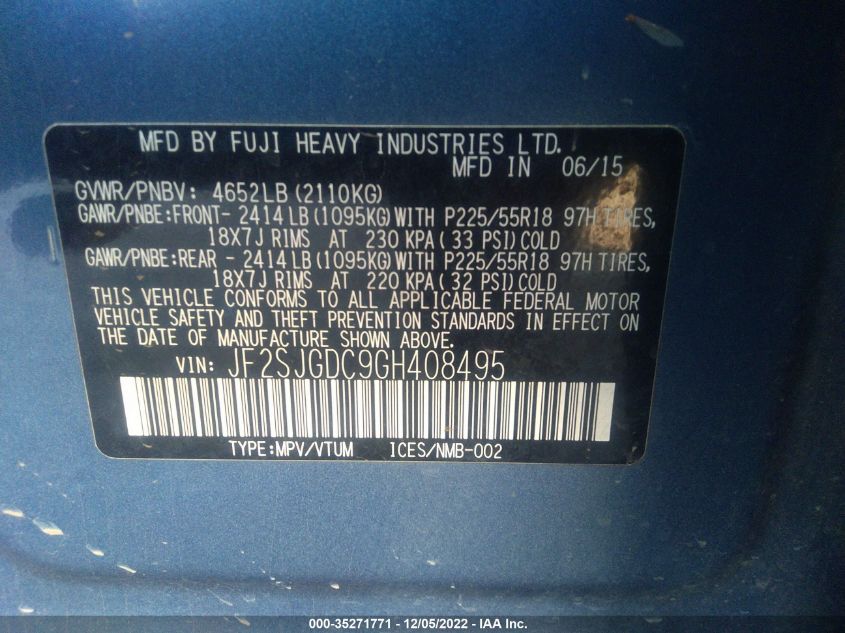 MFD BY FUJI HEAVY INDUSTRIES LTD.
MFD IN 06/15
GVWR/PNBV: 4652LB (2110KG)
GAWR/PNBE:FRONT- 2414LB (1095KG) WITH P225/55R18 97H TIRES,
18X7J RIMS AT 230 KPA (33 PSI) COLD
GAWR/PNBE:REAR - 2414LB (1095KG) WITH P225/55R18 97H TIRES,
18X7J RIMS AT 220 KPA (32 PSI) COLD
THIS VEHICLE CONFORMS TO ALL APPLICABLE FEDERAL MOTOR
VEHICLE SAFETY AND THEFT PREVENTION STANDARDS IN EFFECT ON
THE DATE OF MANUFACTURE SHOWN ABOVE.
VIN: JF2SJGDC9GH408495
TYPE:MPV/VTUM ICES/NMB-002
000-35271771 - 12/05/2022 - IAA Inc.